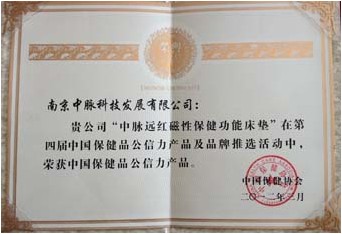 南京中脉科技发展有限公司：
贵公司“中脉远红磁性保健功能床垫”在第
四届中国保健品公信力产品及品牌推选活动中，
荣获中国保健品公信力产品。
中国保健协会
二〇一二年三月